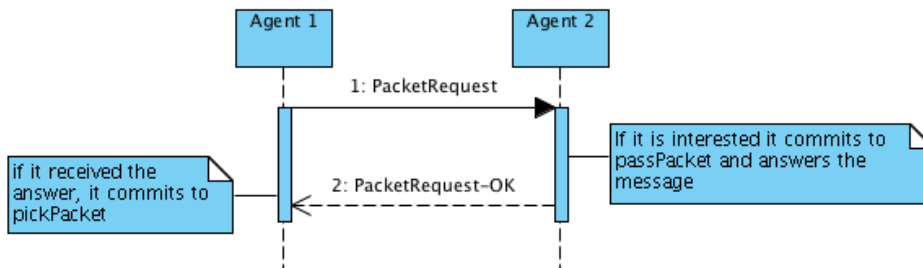 Agent 1
Agent 2
1: PacketRequest
If it is interested it commits to
passPacket and answers the
message
if it received the
answer, it commits to
pickPacket
2: PacketRequest-OK